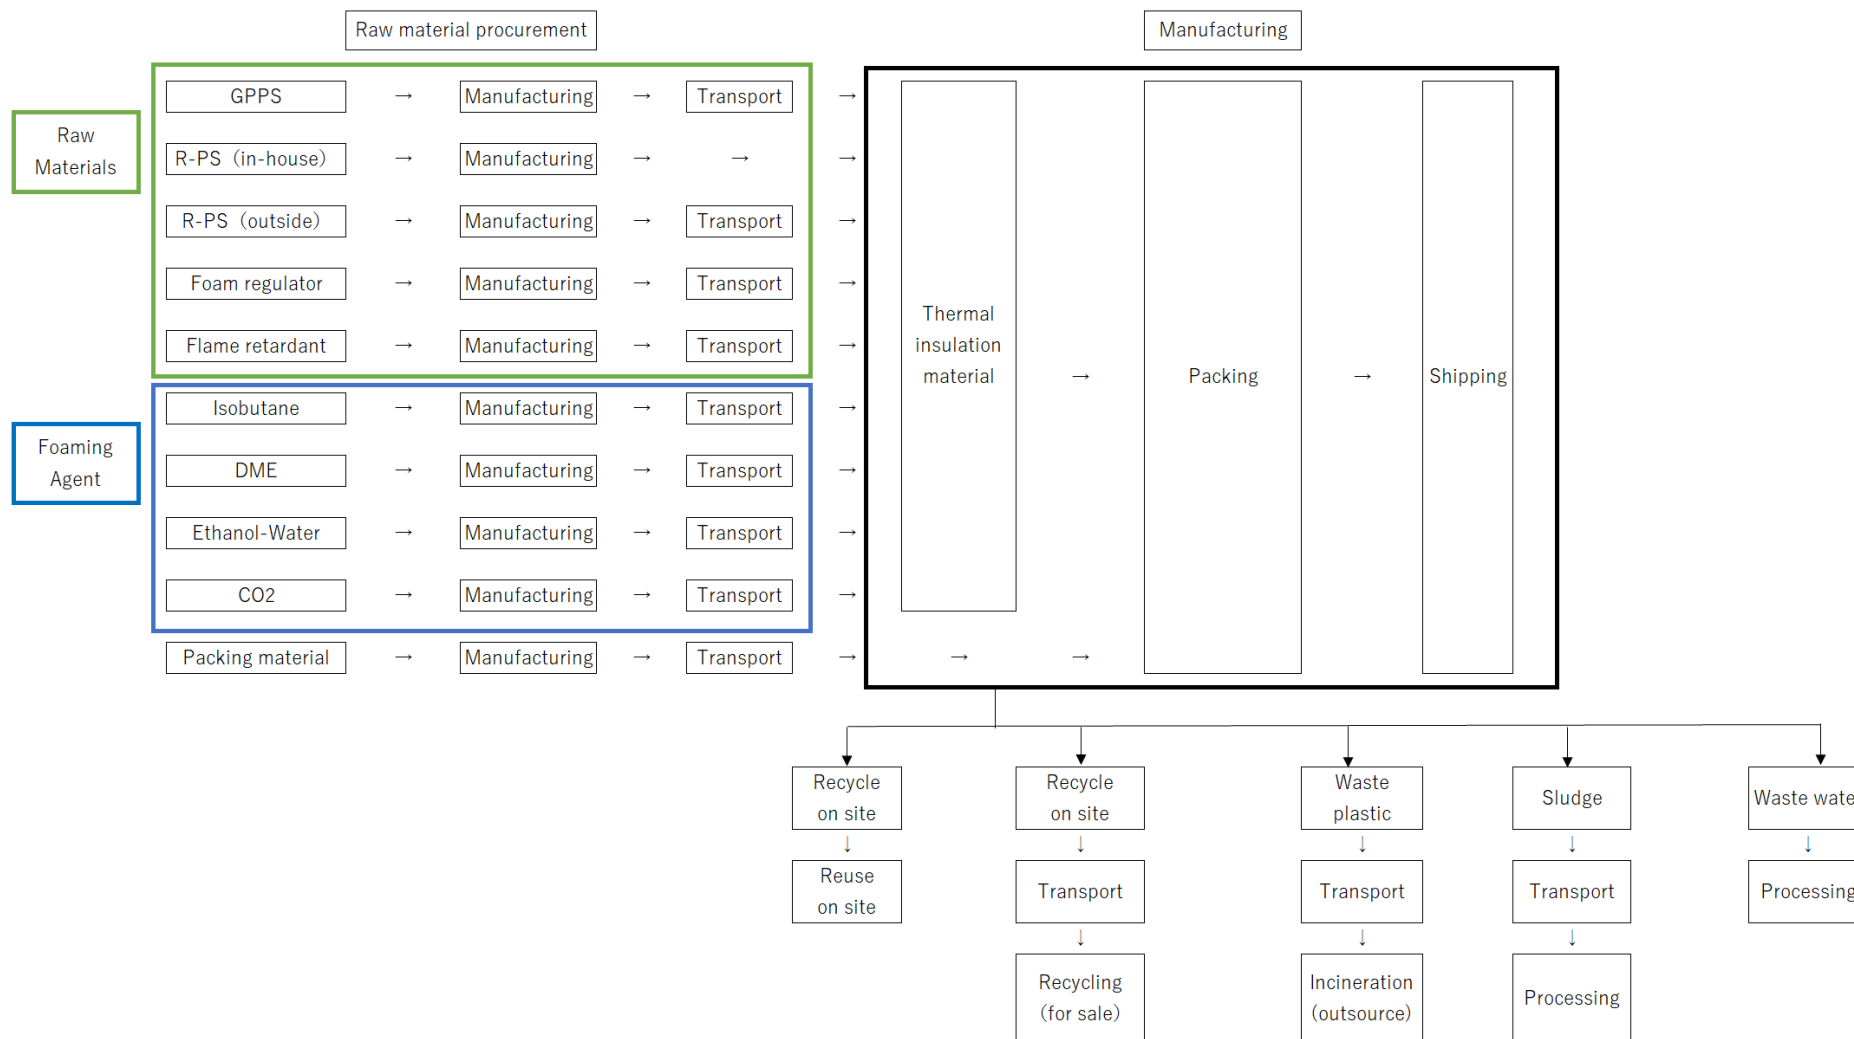 Raw material procurement
Manufacturing
GPPS → Manufacturing → Transport →
Raw
Materials
R-PS（in-house） → Manufacturing → → →
R-PS（outside） → Manufacturing → Transport →
Foam regulator → Manufacturing → Transport →
Flame retardant → Manufacturing → Transport →
Foaming
Agent
Isobutane → Manufacturing → Transport →
DME → Manufacturing → Transport →
Ethanol-Water → Manufacturing → Transport →
CO2 → Manufacturing → Transport →
Packing material → Manufacturing → Transport → → →
Thermal
insulation
material
→ Packing → Shipping
Recycle
on site
↓
Reuse
on site
Recycle
on site
↓
Transport
↓
Recycling
（for sale）
Waste
plastic
↓
Transport
↓
Incineration
（outsource）
Sludge
↓
Transport
↓
Processing
Waste wate
↓
Processing